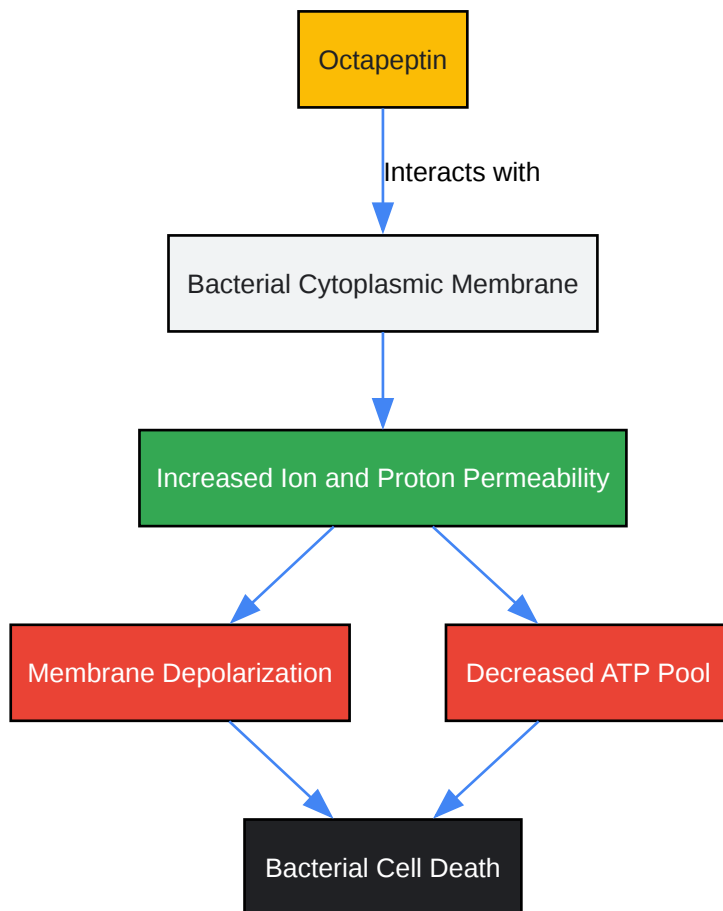 Octapeptin
Interacts with
Bacterial Cytoplasmic Membrane
Increased Ion and Proton Permeability
Membrane Depolarization
Decreased ATP Pool
Bacterial Cell Death